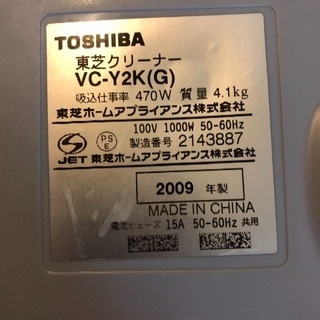 TOSHIBA
東芝クリーナー
VC-Y2K(G)
吸込仕事率 470W 質量 4.1kg
東芝ホームアプライアンス株式会社
PS E 100V 1000W 50-60Hz
製造番号 2143887
S JET 東芝ホームアプライアンス株式会社
2009 年製
MADE IN CHINA
電流ヒューズ 15A 50-60Hz 共用